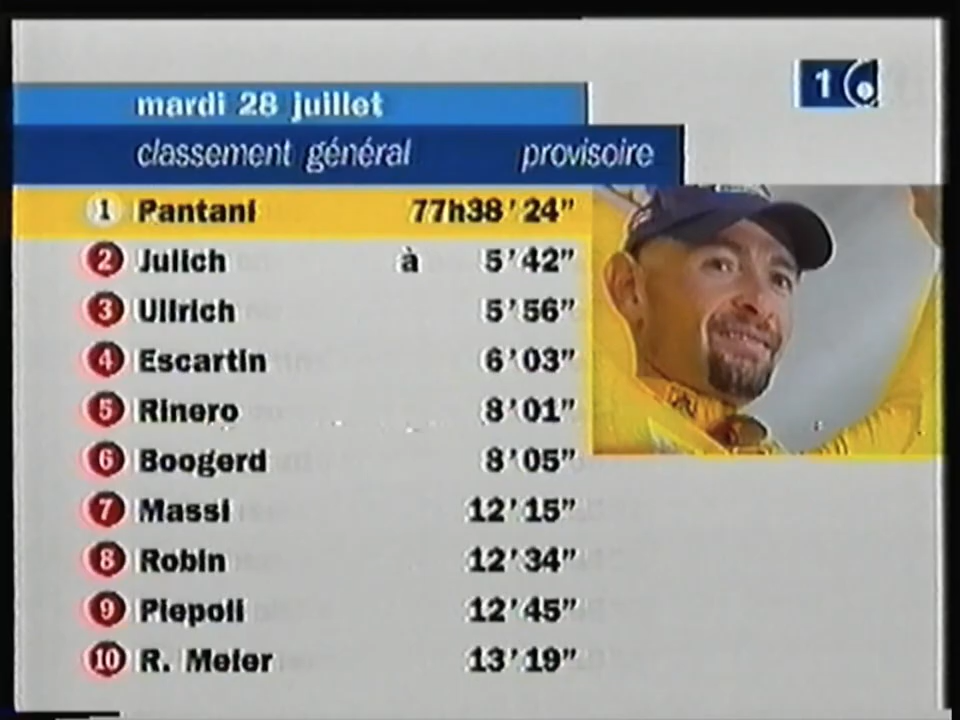 1
mardi 28 juillet
classement général provisoire
1 Pantani 77h38'24"
2 Julich à 5'42"
3 Ullrich 5'56"
4 Escartin 6'03"
5 Rinero 8'01"
6 Boogerd 8'05"
7 Massi 12'15"
8 Robin 12'34"
9 Piepoli 12'45"
10 R. Meier 13'19"